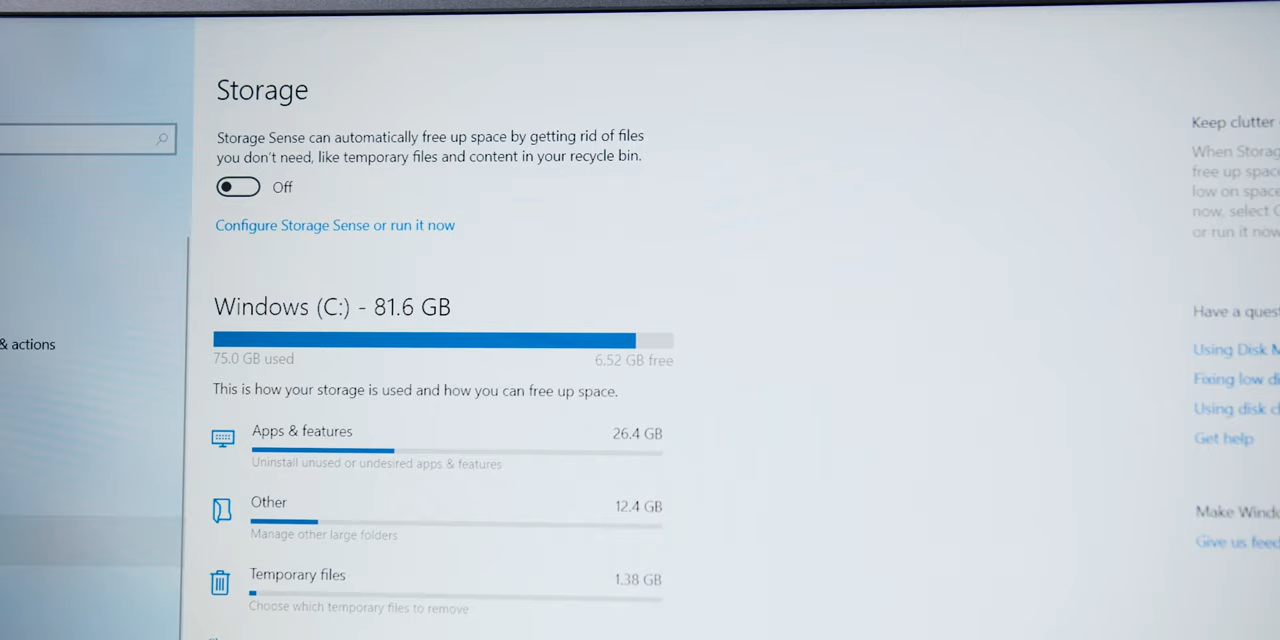 Storage
Storage Sense can automatically free up space by getting rid of files
you don't need, like temporary files and content in your recycle bin.
Off
Configure Storage Sense or run it now
& actions
Windows (C:) - 81.6 GB
75.0 GB used
6.52 GB free
This is how your storage is used and how you can free up space.
Apps & features
26.4 GB
Uninstall unused or undesired apps & features
Other
12.4 GB
Manage other large folders
Temporary files
1.38 GB
Choose which temporary files to remove
Keep clutter
When Storag
free up spac
low on space
now, select
or run it now
Have a ques
Using Disk M
Fixing low di
Using disk
Get help
Make Windo
Give us feed